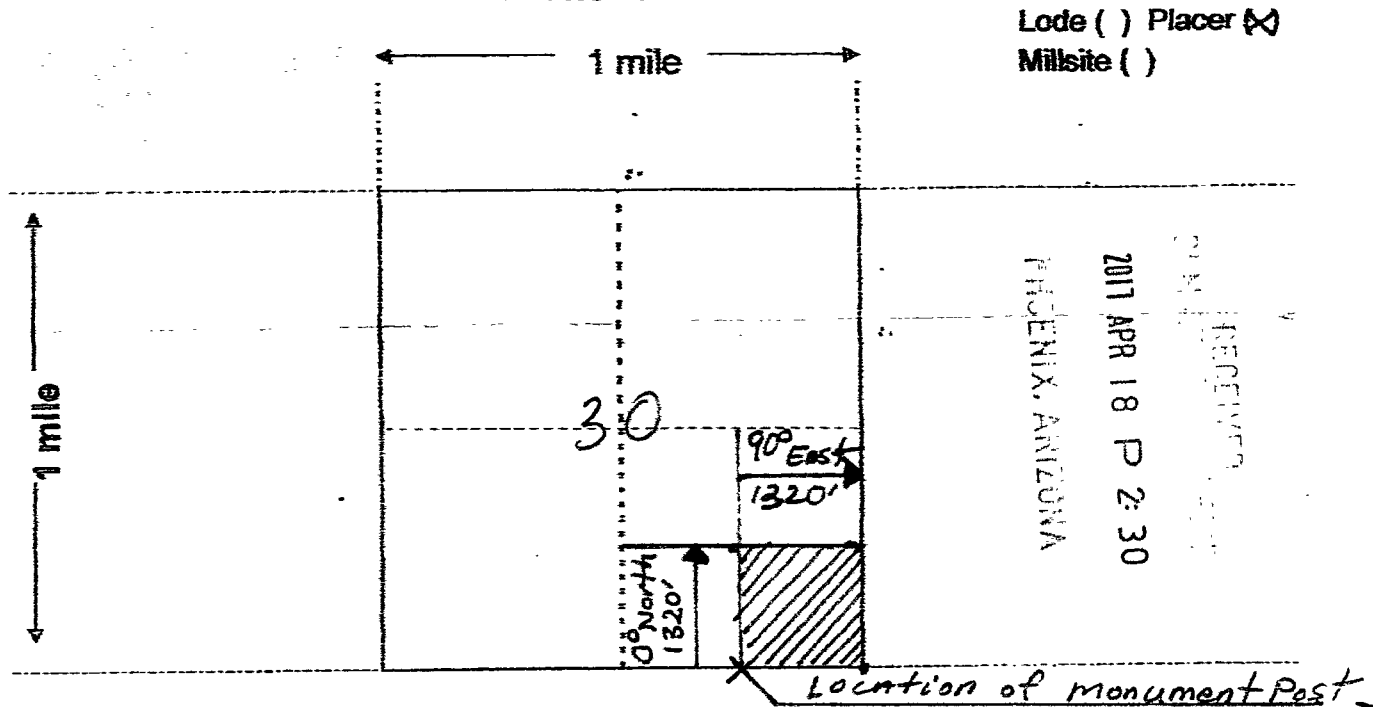 Lode ( ) Placer (X)
Millsite ( )
1 mile
1 mile
30
90° East
1320'
0° North
1320'
RECEIVED
2017 APR 18 P 2:30
PHOENIX, ARIZONA
Location of monument Post